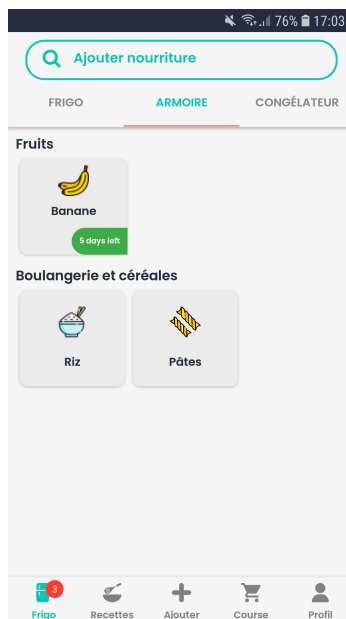 76% 17:03
Ajouter nourriture
FRIGO ARMOIRE CONGÉLATEUR
Fruits
Banane
5 days left
Boulangerie et céréales
Riz Pâtes
3
Frigo Recettes Ajouter Course Profil